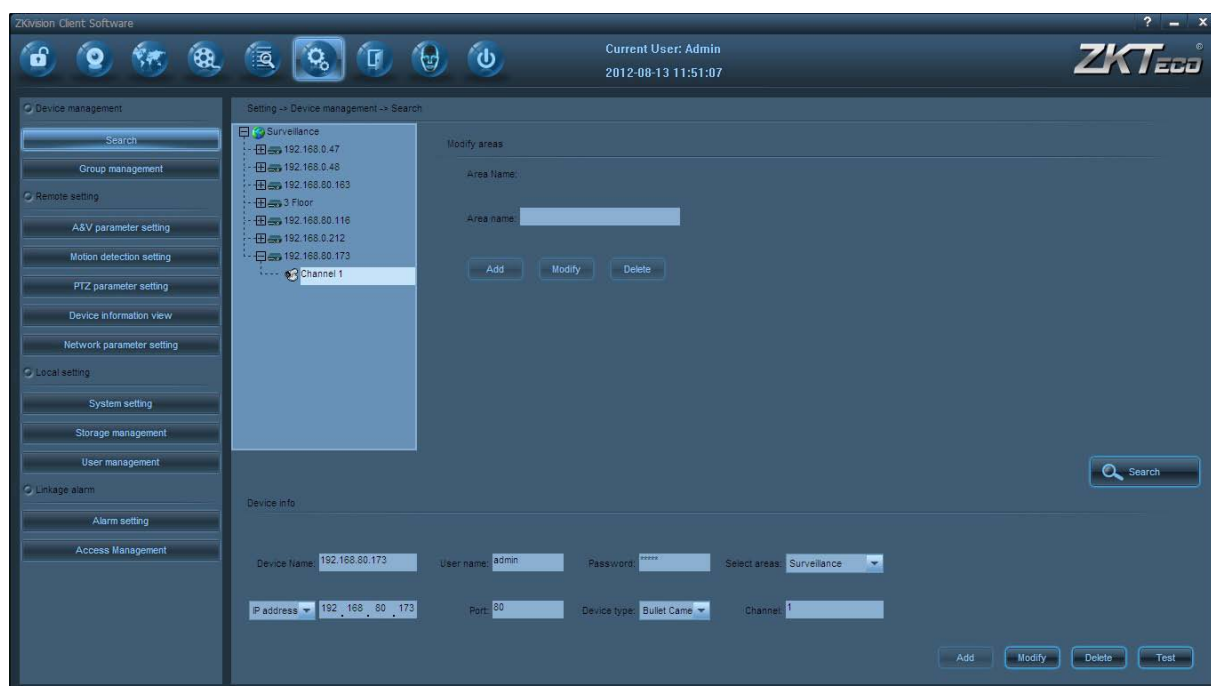 ZKivision Client Software
? – x
Current User: Admin
2012-08-13 11:51:07
ZKTECO
Device management
Search
Group management
Remote setting
A&V parameter setting
Motion detection setting
PTZ parameter setting
Device information view
Network parameter setting
Local setting
System setting
Storage management
User management
Linkage alarm
Alarm setting
Access Management
Setting -> Device management -> Search
Surveillance
192.168.0.47
192.168.0.48
192.168.80.163
3 Floor
192.168.80.116
192.168.0.212
192.168.80.173
Channel 1
Modify areas
Area Name:
Area name:
Add Modify Delete
Search
Device info
Device Name: 192.168.80.173 User name: admin Password: ***** Select areas: Surveillance
IP address 192 . 168 . 80 . 173 Port: 80 Device type: Bullet Came Channel: 1
Add Modify Delete Test